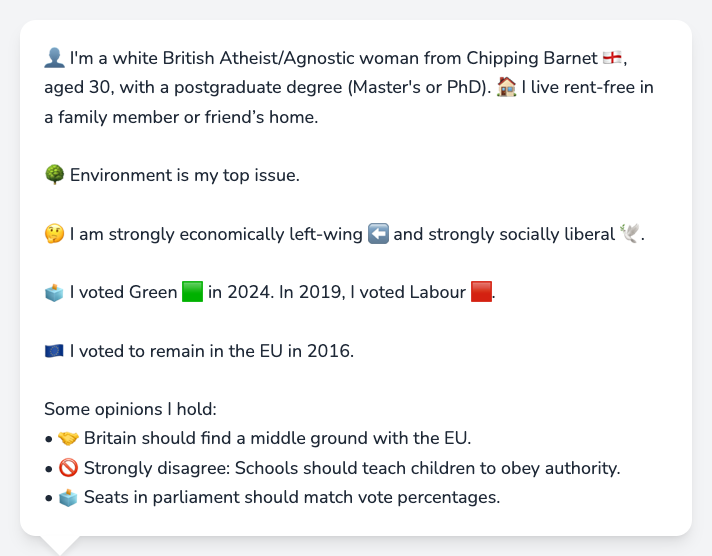 👤 I'm a white British Atheist/Agnostic woman from Chipping Barnet 🏴󠁧󠁢󠁥󠁮󠁧󠁿,
aged 30, with a postgraduate degree (Master's or PhD). 🏠 I live rent-free in
a family member or friend’s home.
🌳 Environment is my top issue.
🤔 I am strongly economically left-wing ⬅️ and strongly socially liberal 🕊️.
🗳️ I voted Green 🟩 in 2024. In 2019, I voted Labour 🟥.
🇪🇺 I voted to remain in the EU in 2016.
Some opinions I hold:
• 🤝 Britain should find a middle ground with the EU.
• 🚫 Strongly disagree: Schools should teach children to obey authority.
• 🗳️ Seats in parliament should match vote percentages.